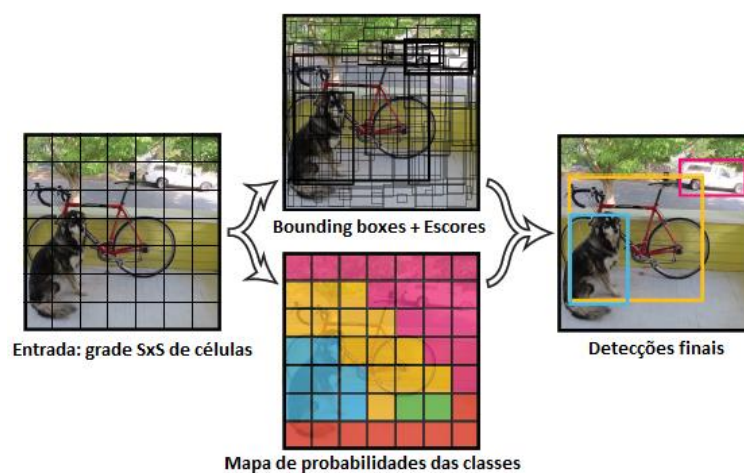 Bounding boxes + Escores
Entrada: grade SxS de células
Detecções finais
Mapa de probabilidades das classes